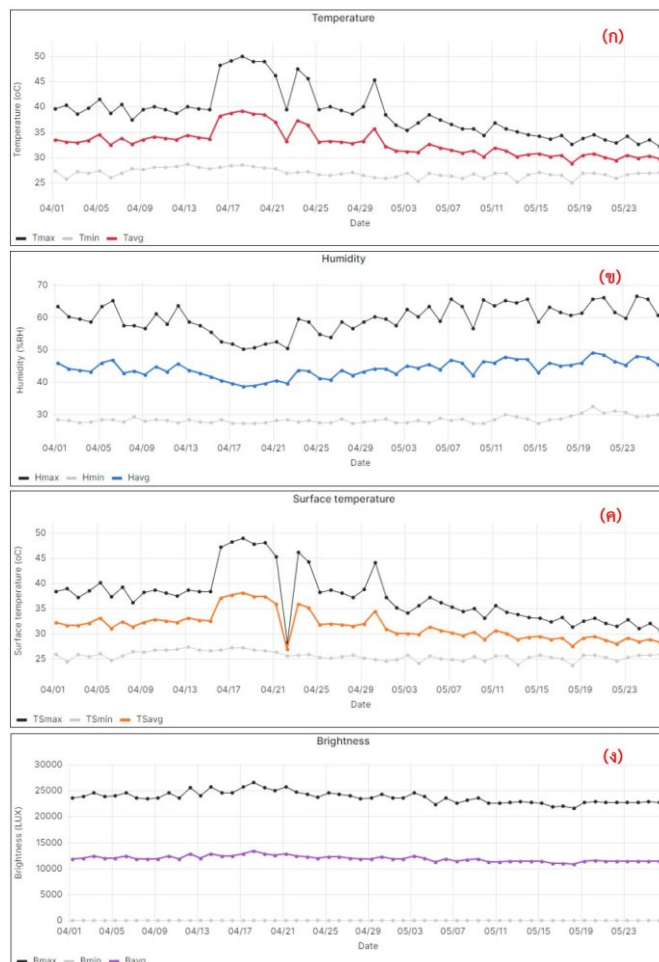 Temperature
(ก)
Temperature (oC)
50
45
40
35
30
25
04/01 04/05 04/09 04/13 04/17 04/21 04/25 04/29 05/03 05/07 05/11 05/15 05/19 05/23
Date
Tmax Tmin Tavg
Humidity
(ข)
Humidity (%RH)
70
60
50
40
30
04/01 04/05 04/09 04/13 04/17 04/21 04/25 04/29 05/03 05/07 05/11 05/15 05/19 05/23
Date
Hmax Hmin Havg
Surface temperature
(ค)
Surface temperature (oC)
50
45
40
35
30
25
04/01 04/05 04/09 04/13 04/17 04/21 04/25 04/29 05/03 05/07 05/11 05/15 05/19 05/23
Date
TSmax TSmin TSavg
Brightness
(ง)
Brightness (LUX)
30000
25000
20000
15000
10000
5000
0
04/01 04/05 04/09 04/13 04/17 04/21 04/25 04/29 05/03 05/07 05/11 05/15 05/19 05/23
Date
Bmax Bmin Bavg